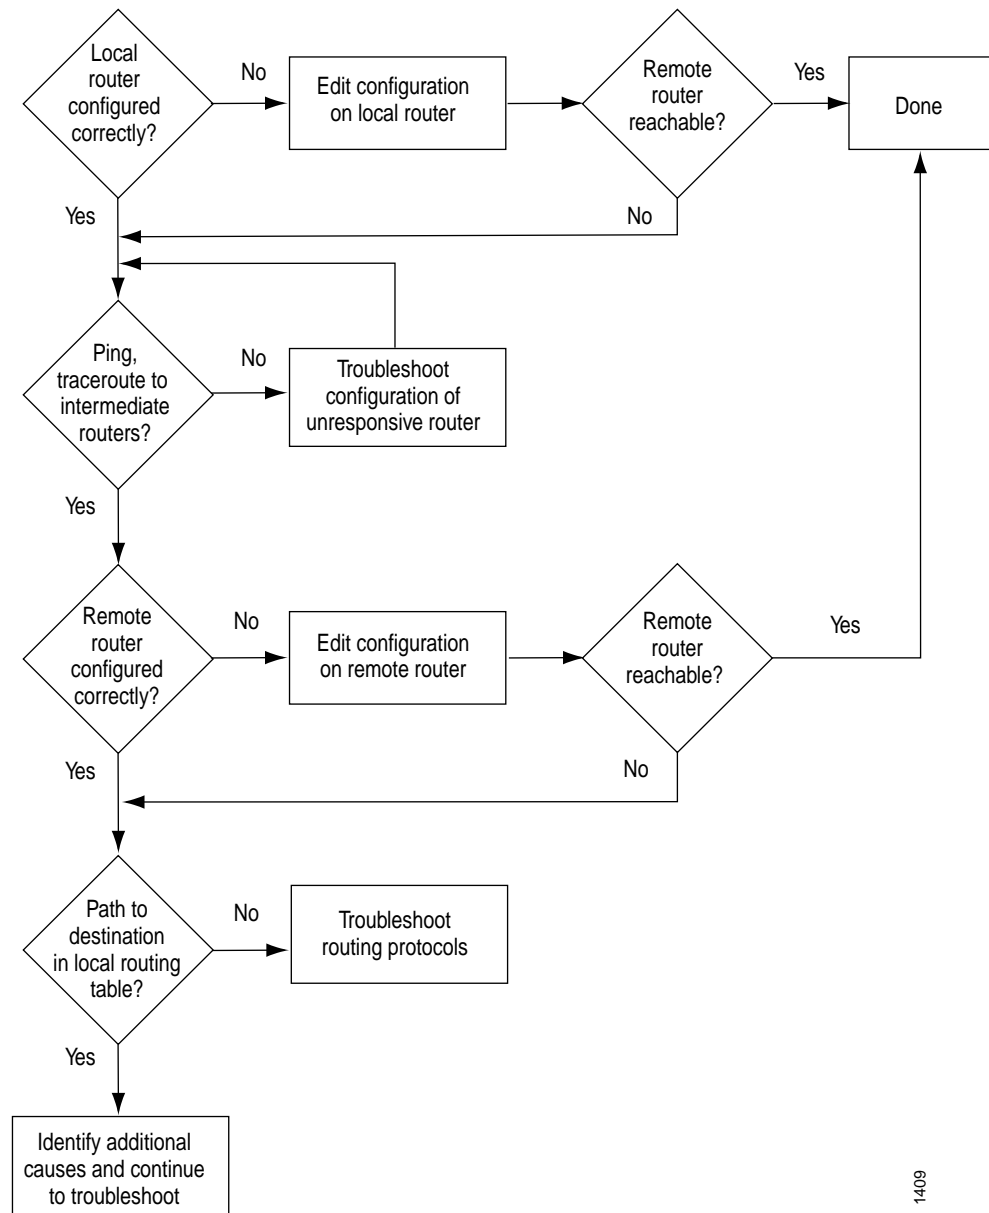 Local
router
configured
correctly?
No
Edit configuration
on local router
Remote
router
reachable?
Yes
Done
Yes
No
Ping,
traceroute to
intermediate
routers?
No
Troubleshoot
configuration of
unresponsive router
Yes
Remote
router
configured
correctly?
No
Edit configuration
on remote router
Remote
router
reachable?
Yes
Yes
No
Path to
destination
in local routing
table?
No
Troubleshoot
routing protocols
Yes
Identify additional
causes and continue
to troubleshoot
1409